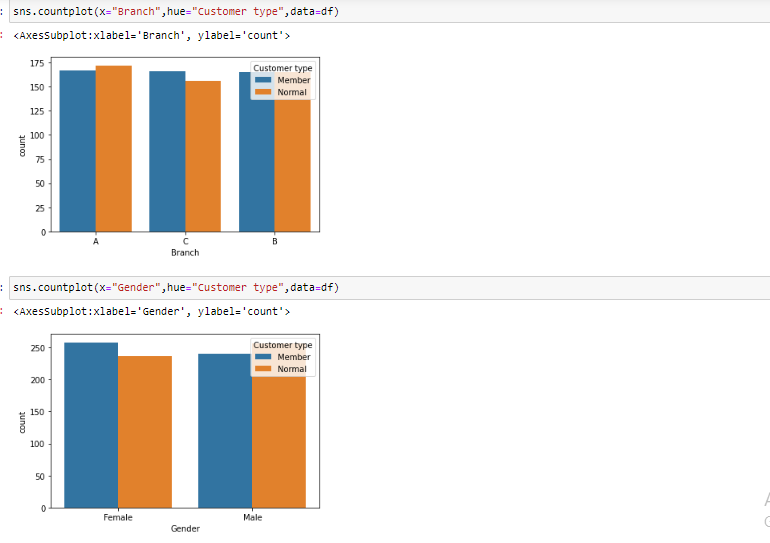 : sns.countplot(x="Branch",hue="Customer type",data=df)
: <AxesSubplot:xlabel='Branch', ylabel='count'>
175
150
125
100
75
50
25
0
count
Customer type
Member
Normal
A C B
Branch
: sns.countplot(x="Gender",hue="Customer type",data=df)
: <AxesSubplot:xlabel='Gender', ylabel='count'>
250
200
150
100
50
0
count
Customer type
Member
Normal
Female Male
Gender